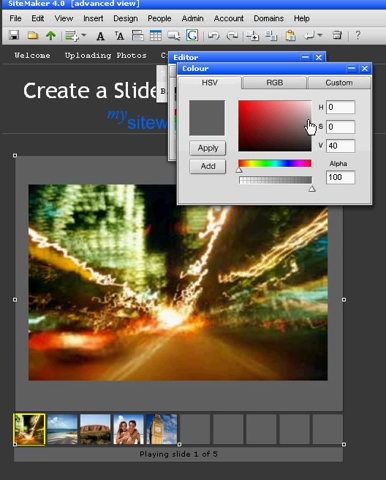 SiteMaker 4.0 [advanced view]
File View Insert Design People Admin Account Domains Help
Welcome Uploading Photos
Editor
Colour
HSV RGB Custom
Create a Slide
B
my
sitew
H 0
S 0
V 40
Apply
Add
Alpha
100
Playing slide 1 of 5